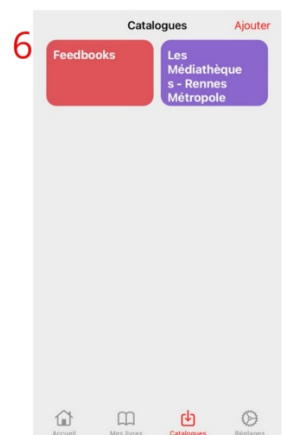 Catalogues Ajouter
6
Feedbooks
Les
Médiathèque
s - Rennes
Métropole
Accueil Mes livres Catalogues Réglages